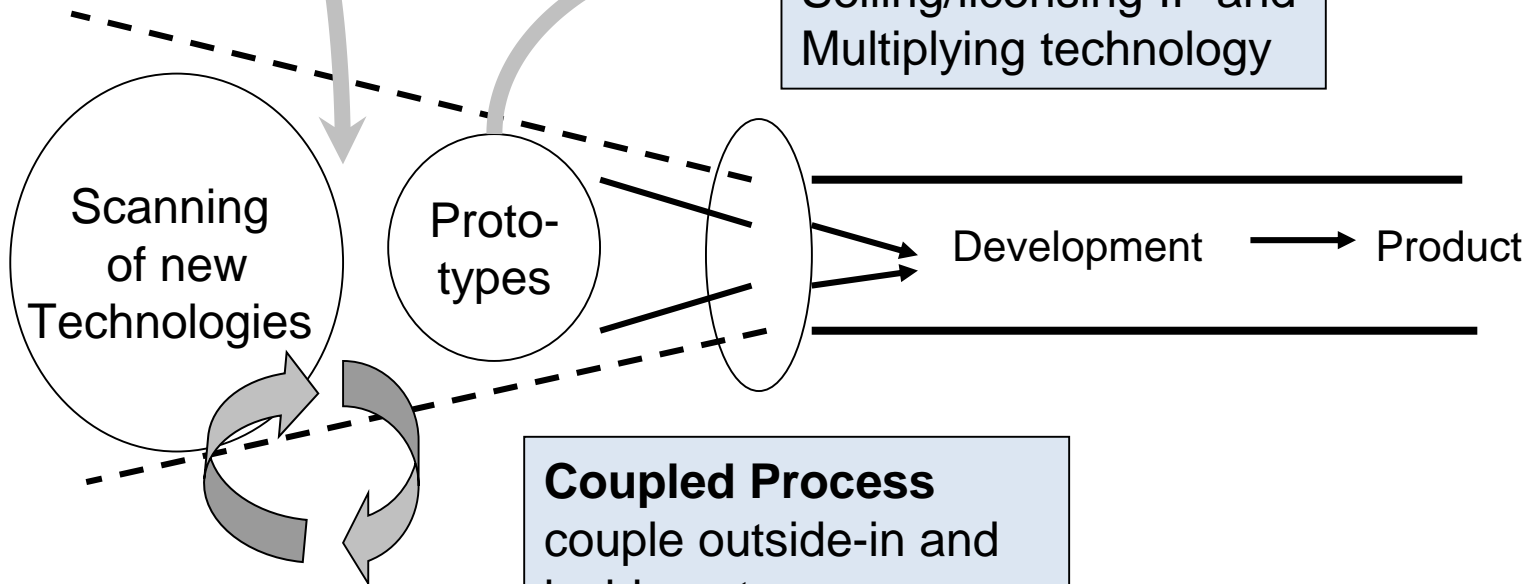 Multiplying technology
Scanning
of new
Technologies
Proto-
types
Development
Product
Coupled Process
couple outside-in and